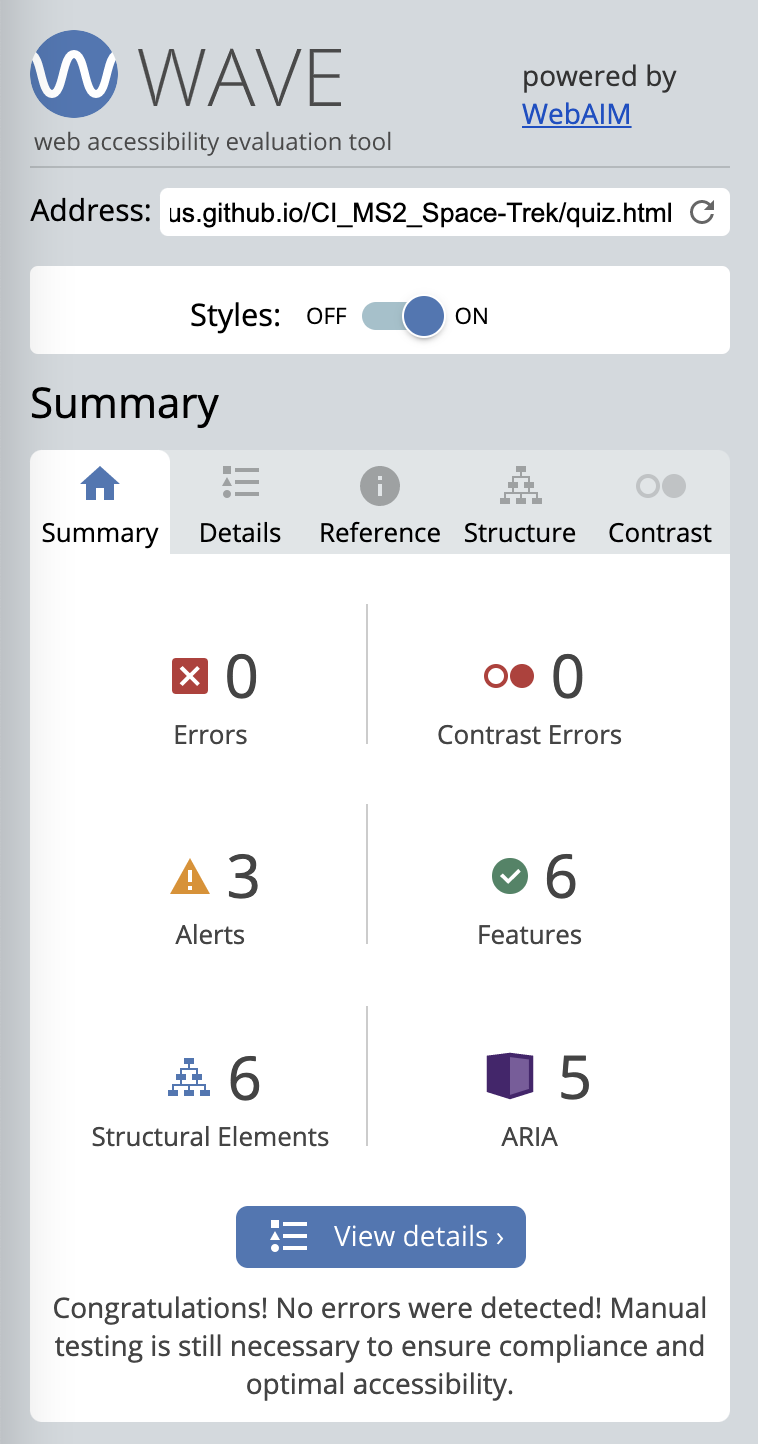 WAVE
powered by
WebAIM
web accessibility evaluation tool
Address: us.github.io/CI_MS2_Space-Trek/quiz.html
Styles: OFF ON
Summary
Summary Details Reference Structure Contrast
0 0
Errors Contrast Errors
3 6
Alerts Features
6 5
Structural Elements ARIA
View details ›
Congratulations! No errors were detected! Manual
testing is still necessary to ensure compliance and
optimal accessibility.